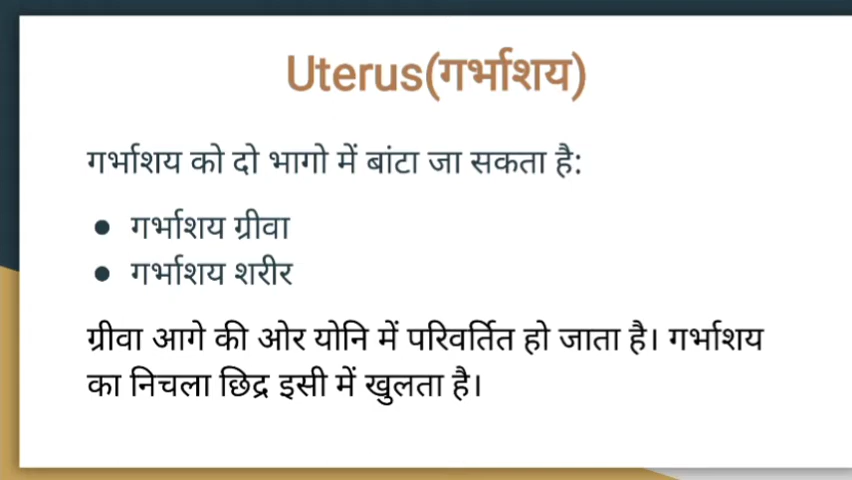 Uterus(गर्भाशय)
गर्भाशय को दो भागो में बांटा जा सकता है:
● गर्भाशय ग्रीवा
● गर्भाशय शरीर
ग्रीवा आगे की ओर योनि में परिवर्तित हो जाता है। गर्भाशय
का निचला छिद्र इसी में खुलता है।